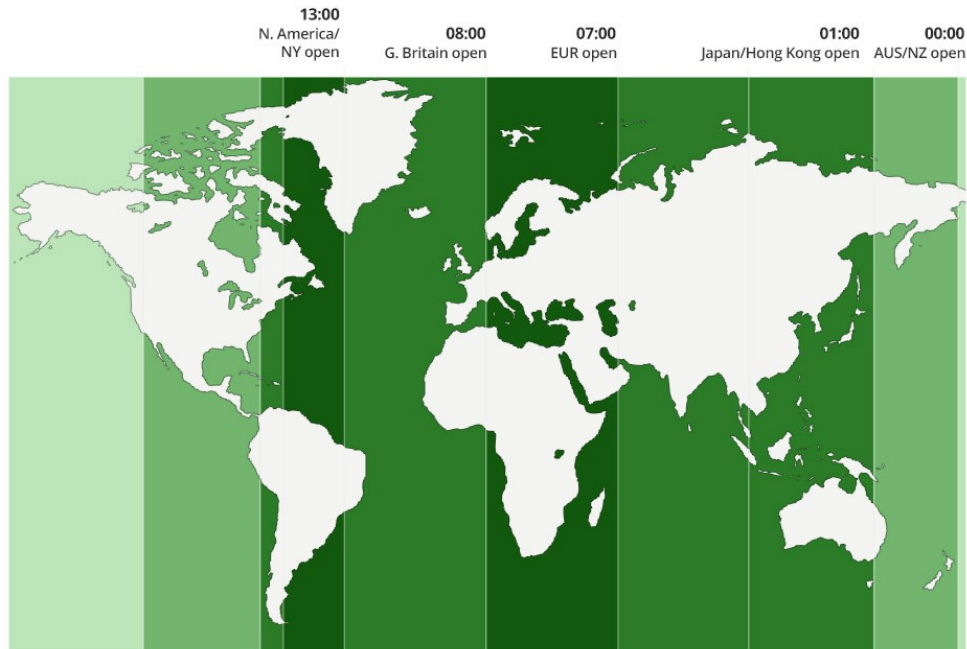 13:00
N. America/
NY open
08:00
G. Britain open
07:00
EUR open
01:00
Japan/Hong Kong open
00:00
AUS/NZ open